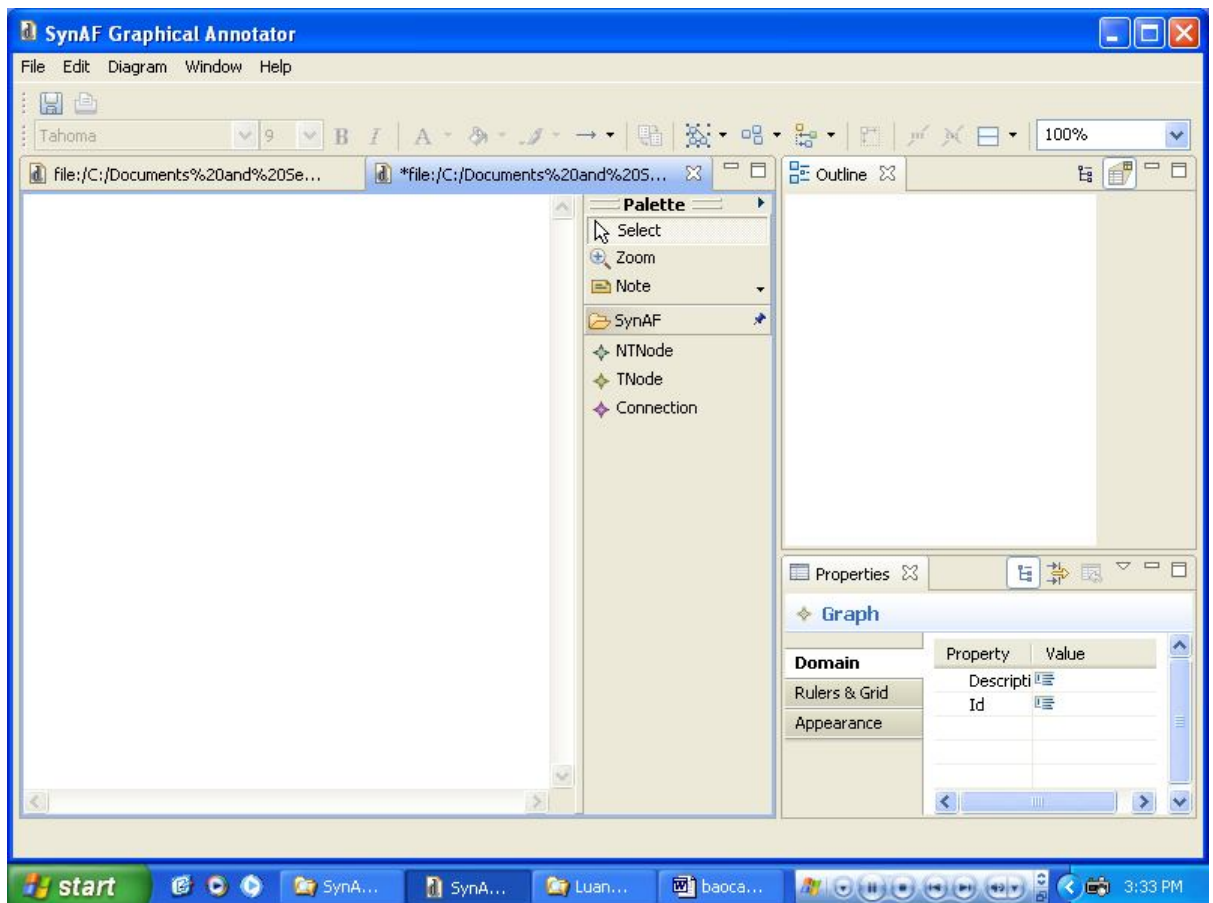 SynAF Graphical Annotator
File Edit Diagram Window Help
Tahoma 9 B I A 100%
file:/C:/Documents%20and%20Se...
*file:/C:/Documents%20and%20S...
Palette
Select
Zoom
Note
SynAF
NTNode
TNode
Connection
Outline
Properties
Graph
Domain
Rulers & Grid
Appearance
Property Value
Descripti
Id
start SynA... SynA... Luan... baoca... 3:33 PM